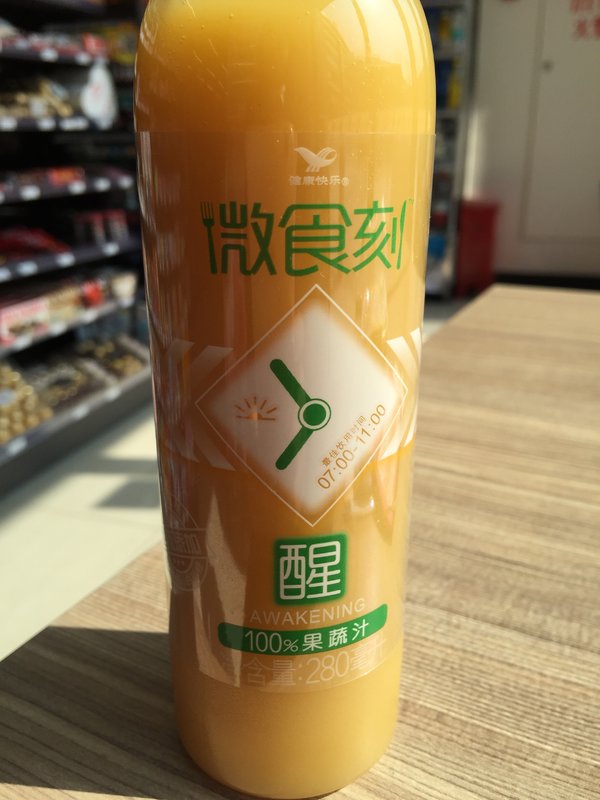 健康快乐®
微食刻
最佳饮用时间
07:00-11:00
醒
AWAKENING
100%果蔬汁
含量:280毫升